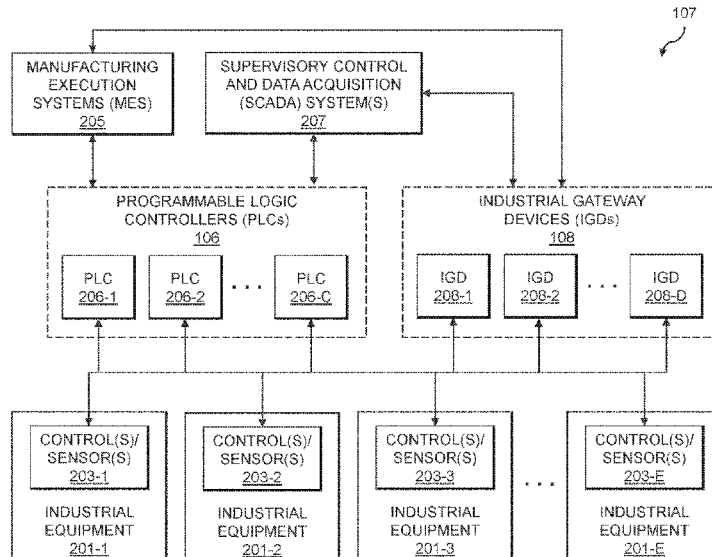 107
MANUFACTURING
EXECUTION
SYSTEMS (MES)
205
SUPERVISORY CONTROL
AND DATA ACQUISITION
(SCADA) SYSTEM(S)
207
PROGRAMMABLE LOGIC
CONTROLLERS (PLCs)
106
PLC
206-1
PLC
206-2
. . .
PLC
206-C
INDUSTRIAL GATEWAY
DEVICES (IGDs)
108
IGD
208-1
IGD
208-2
. . .
IGD
208-D
CONTROL(S)/
SENSOR(S)
203-1
INDUSTRIAL
EQUIPMENT
201-1
CONTROL(S)/
SENSOR(S)
203-2
INDUSTRIAL
EQUIPMENT
201-2
CONTROL(S)/
SENSOR(S)
203-3
INDUSTRIAL
EQUIPMENT
201-3
. . .
CONTROL(S)/
SENSOR(S)
203-E
INDUSTRIAL
EQUIPMENT
201-E